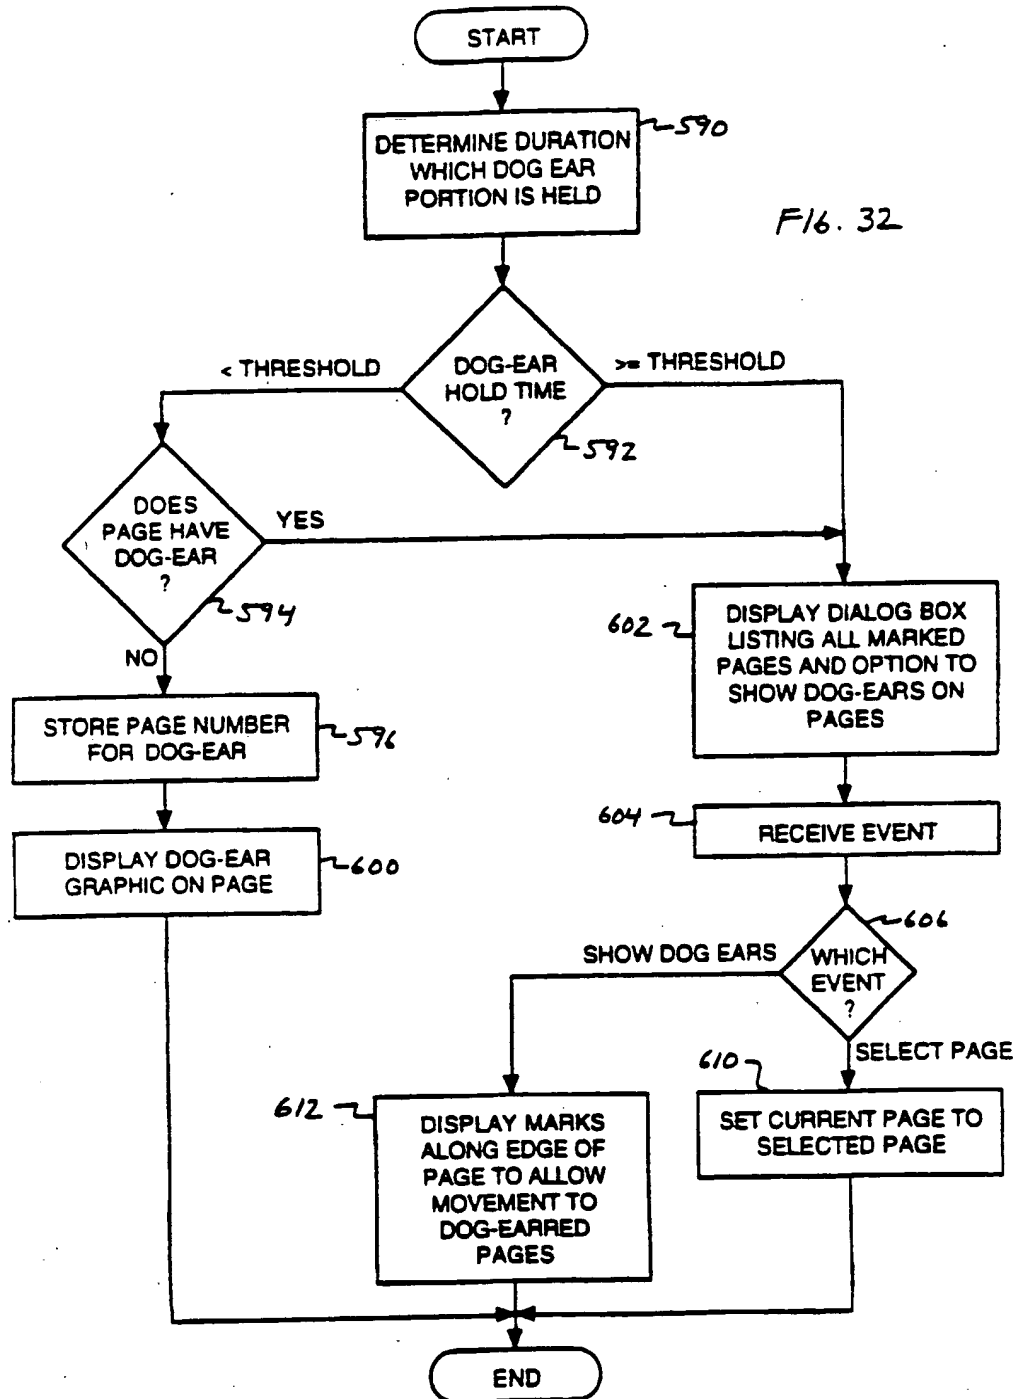 START
DETERMINE DURATION
WHICH DOG EAR
PORTION IS HELD
590
FIG. 32
DOG-EAR
HOLD TIME
?
592
< THRESHOLD
>= THRESHOLD
DOES
PAGE HAVE
DOG-EAR
?
594
YES
NO
STORE PAGE NUMBER
FOR DOG-EAR
596
DISPLAY DOG-EAR
GRAPHIC ON PAGE
600
602
DISPLAY DIALOG BOX
LISTING ALL MARKED
PAGES AND OPTION TO
SHOW DOG-EARS ON
PAGES
604
RECEIVE EVENT
606
WHICH
EVENT
?
SHOW DOG EARS
SELECT PAGE
610
SET CURRENT PAGE TO
SELECTED PAGE
612
DISPLAY MARKS
ALONG EDGE OF
PAGE TO ALLOW
MOVEMENT TO
DOG-EARRED
PAGES
END